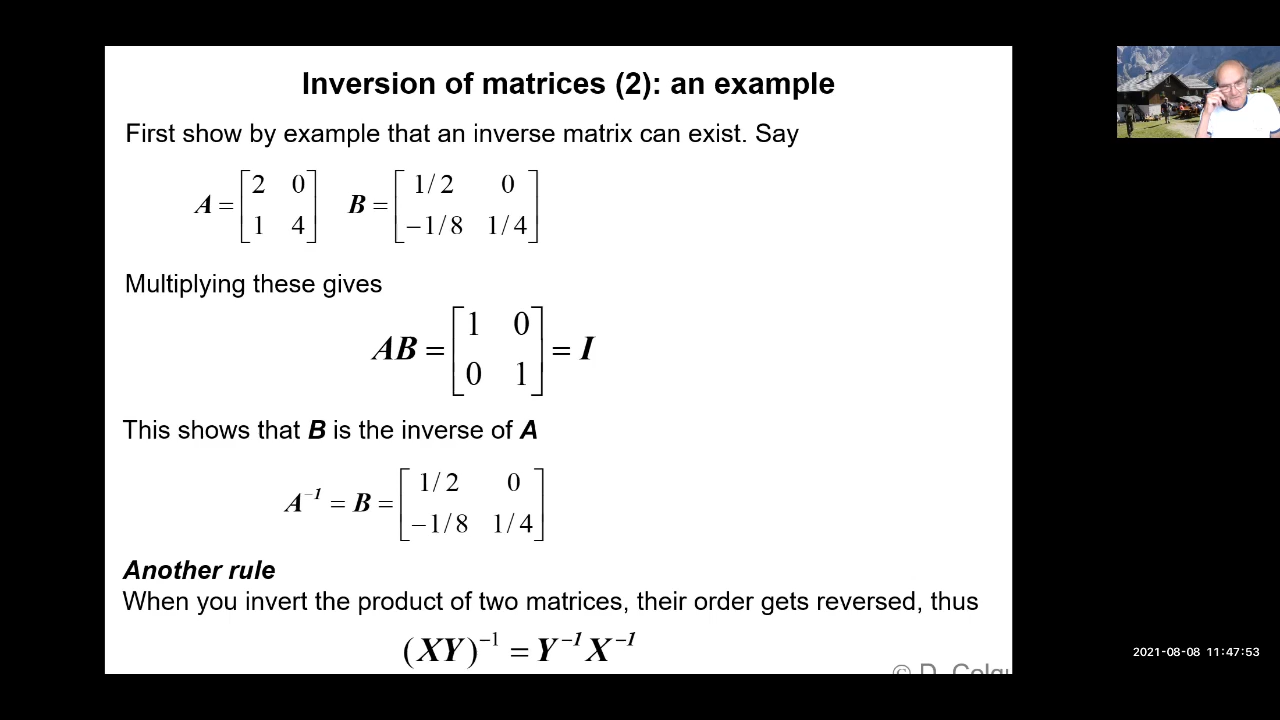 Inversion of matrices (2): an example
First show by example that an inverse matrix can exist. Say
A = [2 0; 1 4] B = [1/2 0; −1/8 1/4]
Multiplying these gives
AB = [1 0; 0 1] = I
This shows that B is the inverse of A
A⁻¹ = B = [1/2 0; −1/8 1/4]
Another rule
When you invert the product of two matrices, their order gets reversed, thus
(XY)⁻¹ = Y⁻¹X⁻¹
© D.
2021-08-08 11:47:53